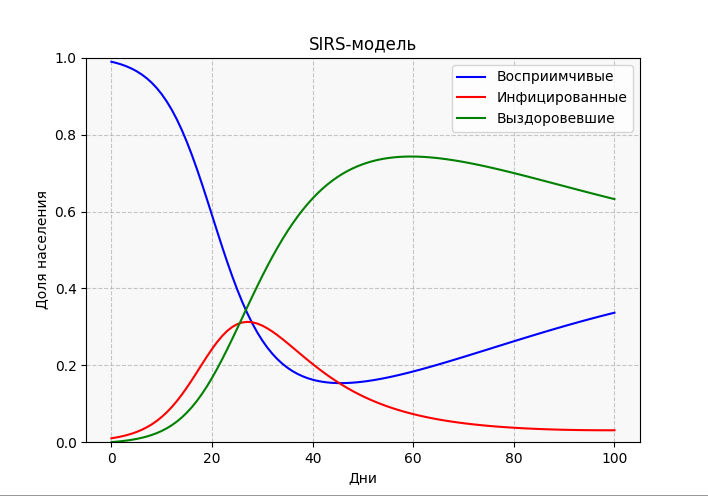 SIRS-модель
Восприимчивые
Инфицированные
Выздоровевшие
Доля населения
1.0
0.8
0.6
0.4
0.2
0.0
0 20 40 60 80 100
Дни